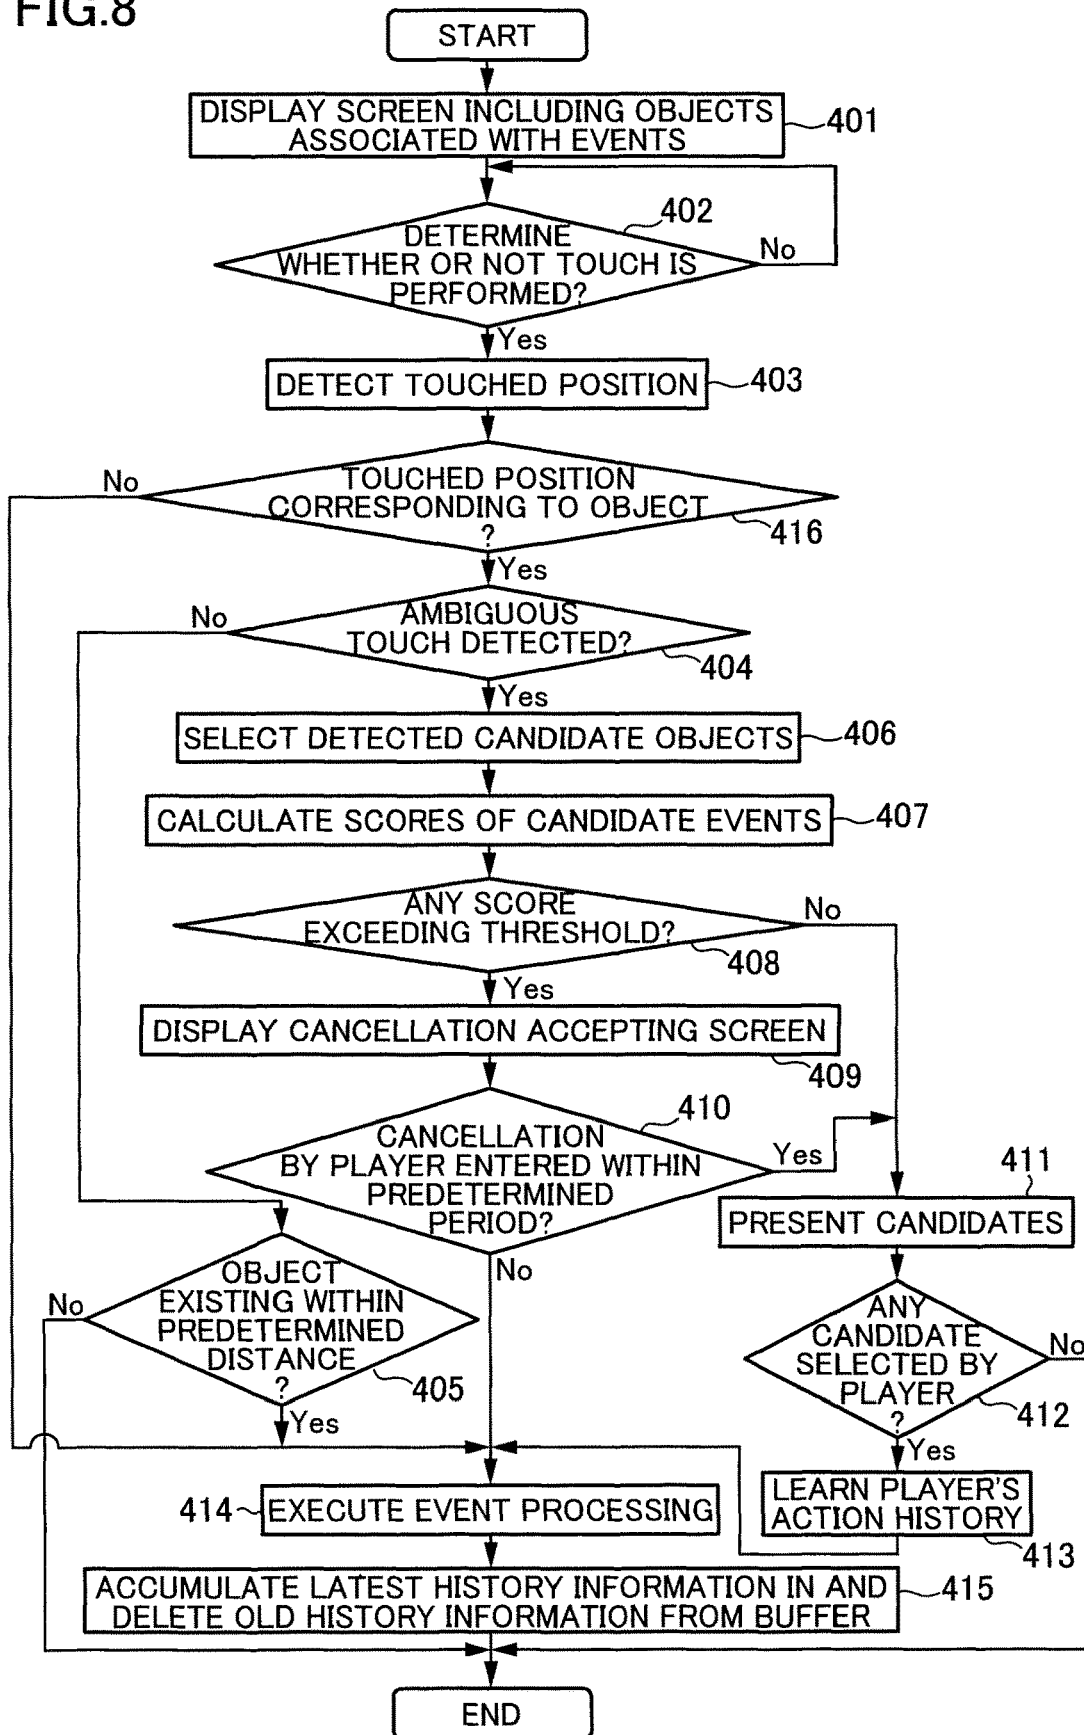 FIG.8
START
DISPLAY SCREEN INCLUDING OBJECTS
ASSOCIATED WITH EVENTS
401
402
DETERMINE
WHETHER OR NOT TOUCH IS
PERFORMED?
No
Yes
DETECT TOUCHED POSITION
403
No
TOUCHED POSITION
CORRESPONDING TO OBJECT
?
416
Yes
No
AMBIGUOUS
TOUCH DETECTED?
404
Yes
SELECT DETECTED CANDIDATE OBJECTS
406
CALCULATE SCORES OF CANDIDATE EVENTS
407
ANY SCORE
EXCEEDING THRESHOLD?
No
408
Yes
DISPLAY CANCELLATION ACCEPTING SCREEN
409
410
CANCELLATION
BY PLAYER ENTERED WITHIN
PREDETERMINED
PERIOD?
Yes
No
411
PRESENT CANDIDATES
No
OBJECT
EXISTING WITHIN
PREDETERMINED
DISTANCE
?
405
Yes
ANY
CANDIDATE
SELECTED BY
PLAYER
?
No
412
Yes
LEARN PLAYER'S
ACTION HISTORY
413
414
EXECUTE EVENT PROCESSING
ACCUMULATE LATEST HISTORY INFORMATION IN AND
DELETE OLD HISTORY INFORMATION FROM BUFFER
415
END